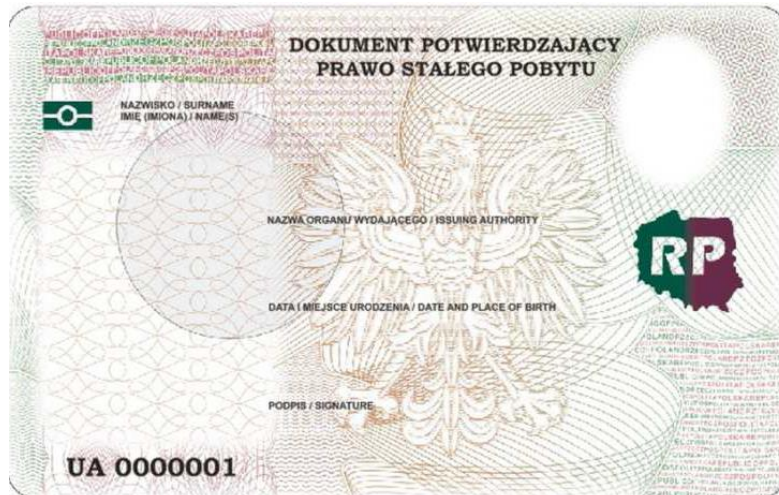 DOKUMENT POTWIERDZAJĄCY
PRAWO STAŁEGO POBYTU
NAZWISKO / SURNAME
IMIĘ (IMIONA) / NAME(S)
NAZWA ORGANU WYDAJĄCEGO / ISSUING AUTHORITY
RP
DATA I MIEJSCE URODZENIA / DATE AND PLACE OF BIRTH
PODPIS / SIGNATURE
UA 0000001